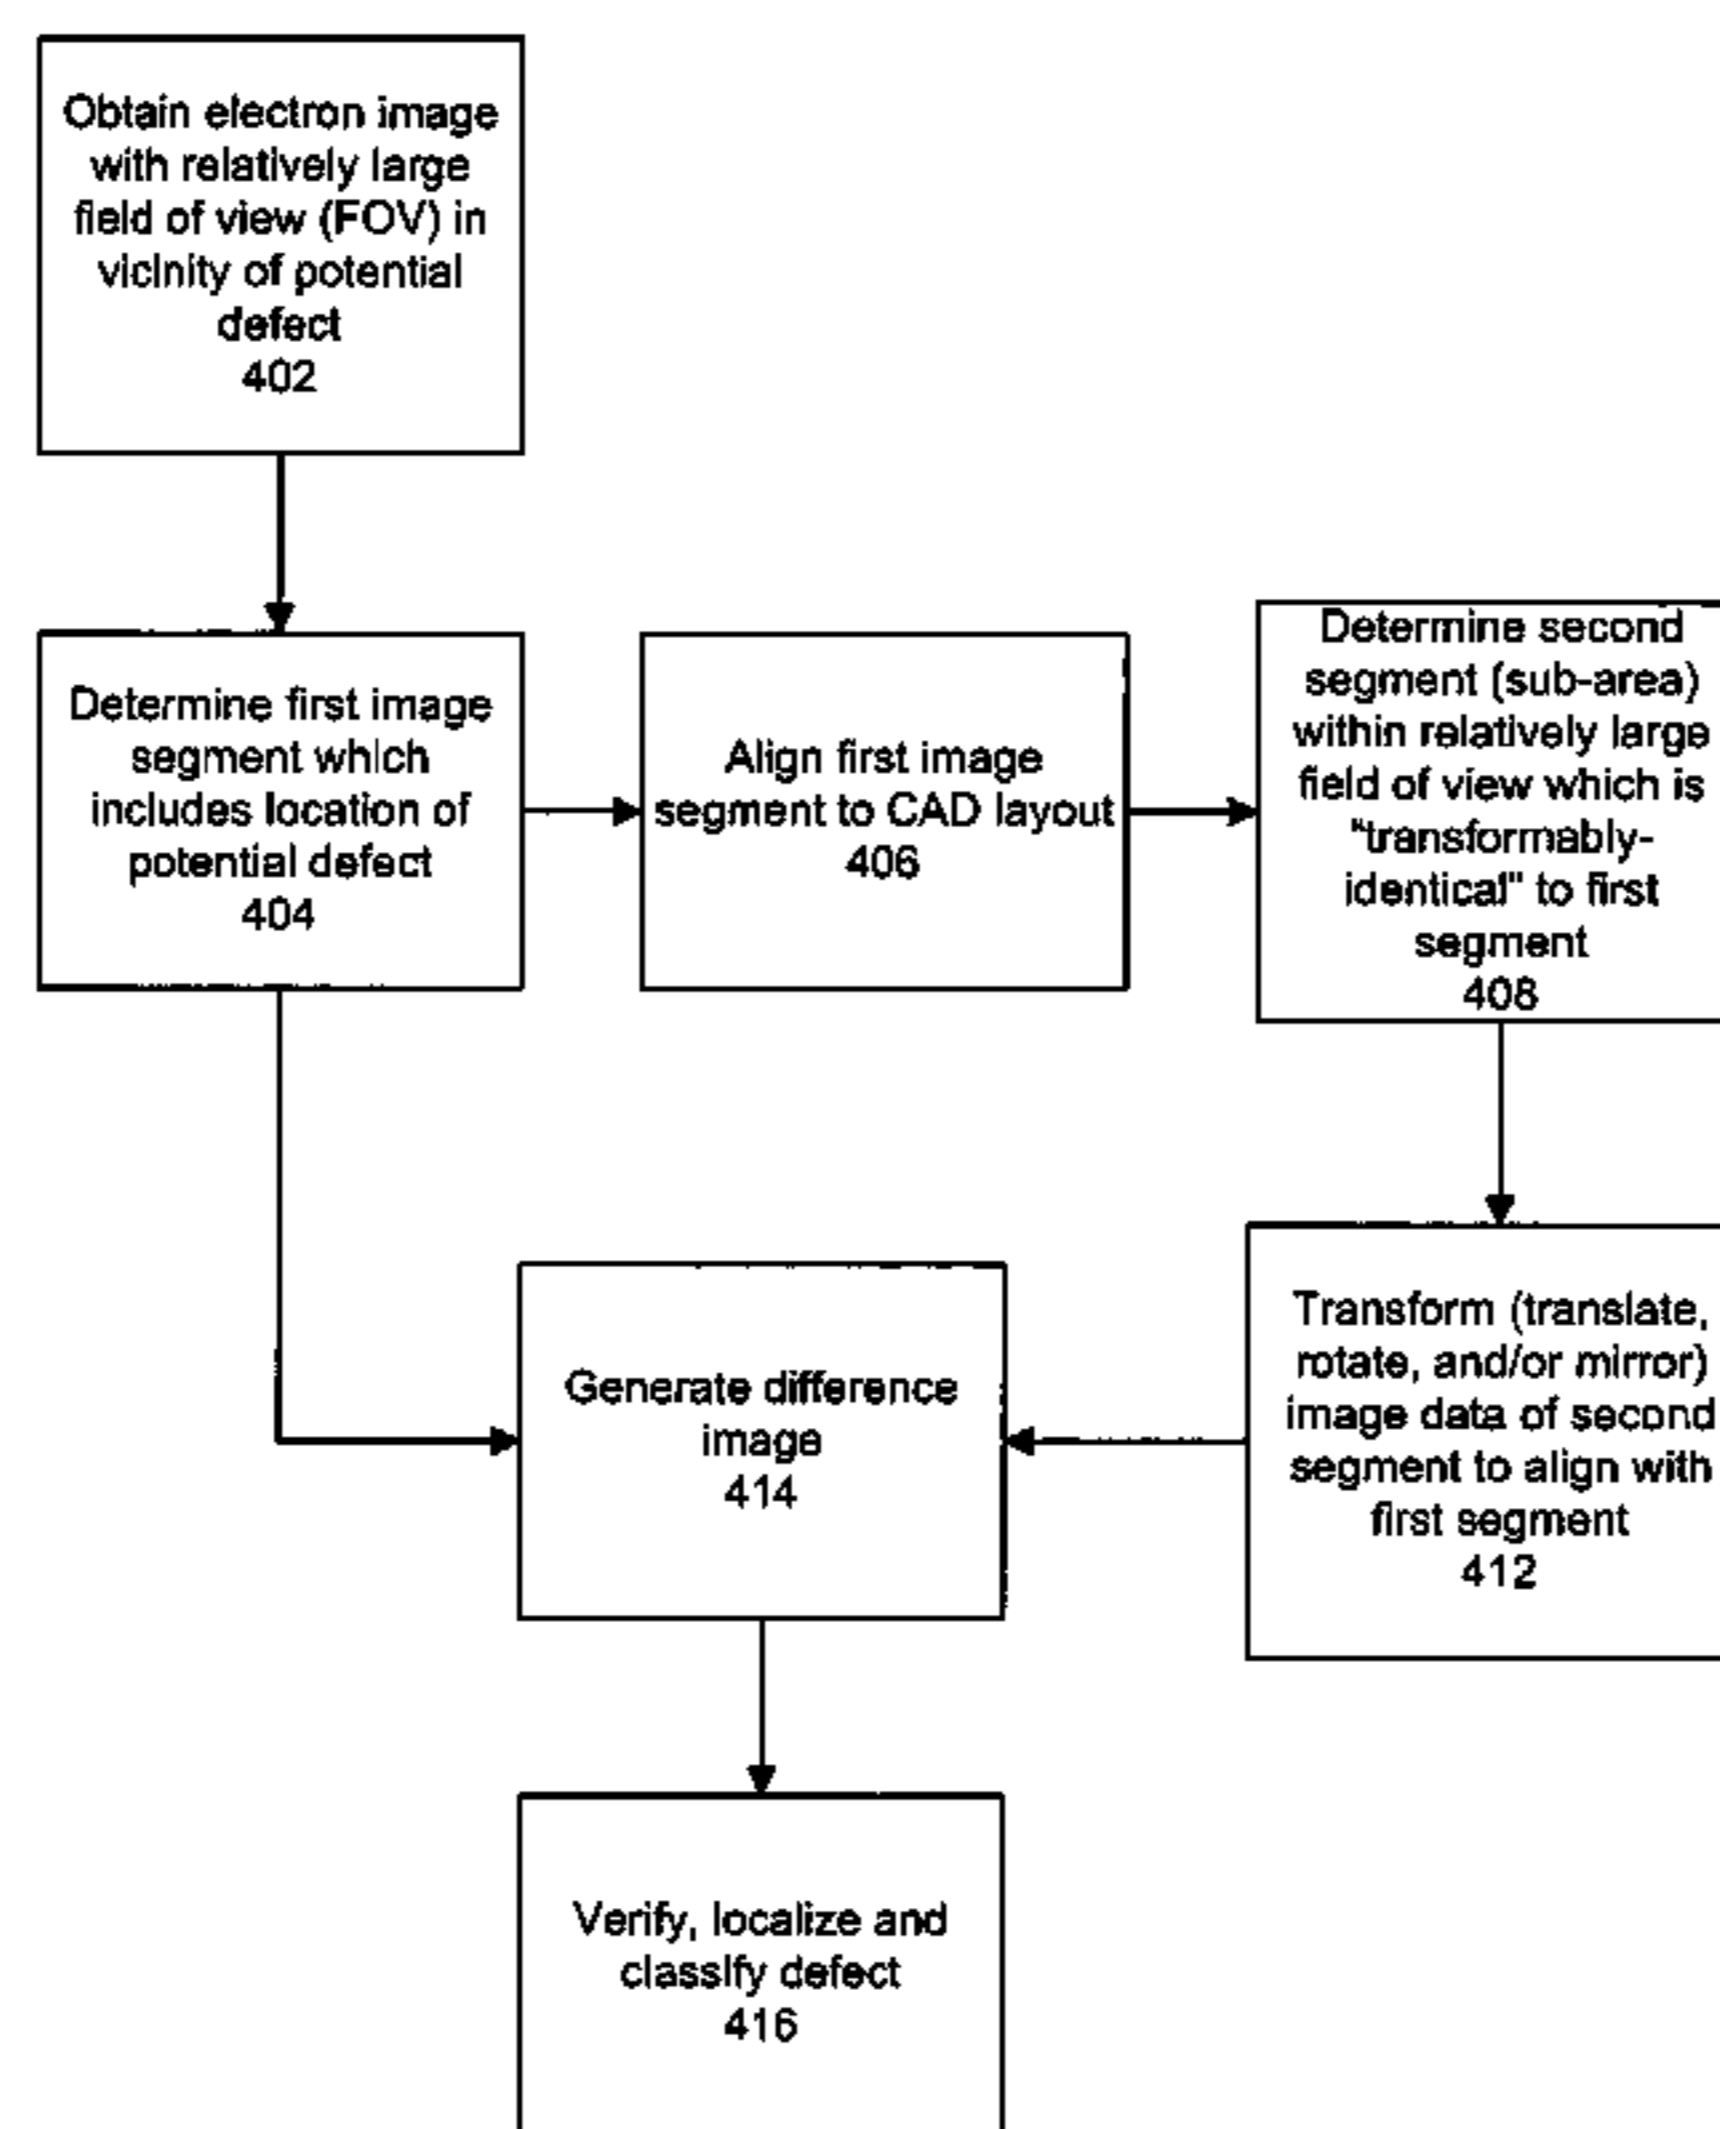 Obtain electron image
with relatively large
field of view (FOV) in
vicinity of potential
defect
402
Determine first image
segment which
includes location of
potential defect
404
Align first image
segment to CAD layout
406
Determine second
segment (sub-area)
within relatively large
field of view which is
"transformably-
identical" to first
segment
408
Transform (translate,
rotate, and/or mirror)
image data of second
segment to align with
first segment
412
Generate difference
image
414
Verify, localize and
classify defect
416